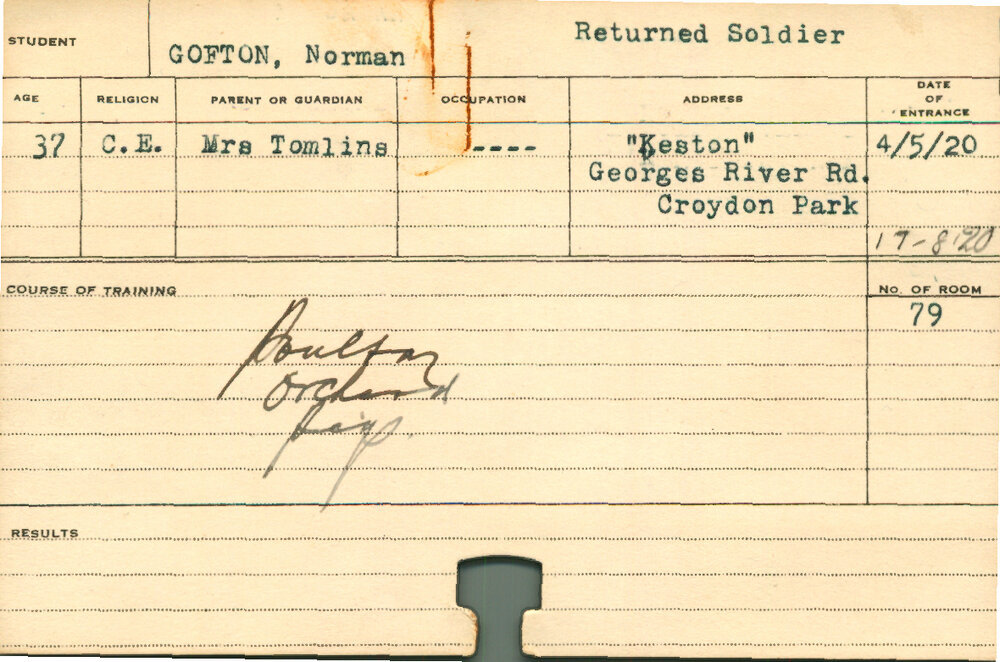 STUDENT
GOFTON, Norman
Returned Soldier
AGE
RELIGION
PARENT OR GUARDIAN
OCCUPATION
ADDRESS
DATE
OF
ENTRANCE
37
C.E.
Mrs Tomlins
----
"Keston"
4/5/20
Georges River Rd.
Croydon Park
17-8-20
COURSE OF TRAINING
No. OF ROOM
79
Poultry
Orchard
Pigs.
RESULTS